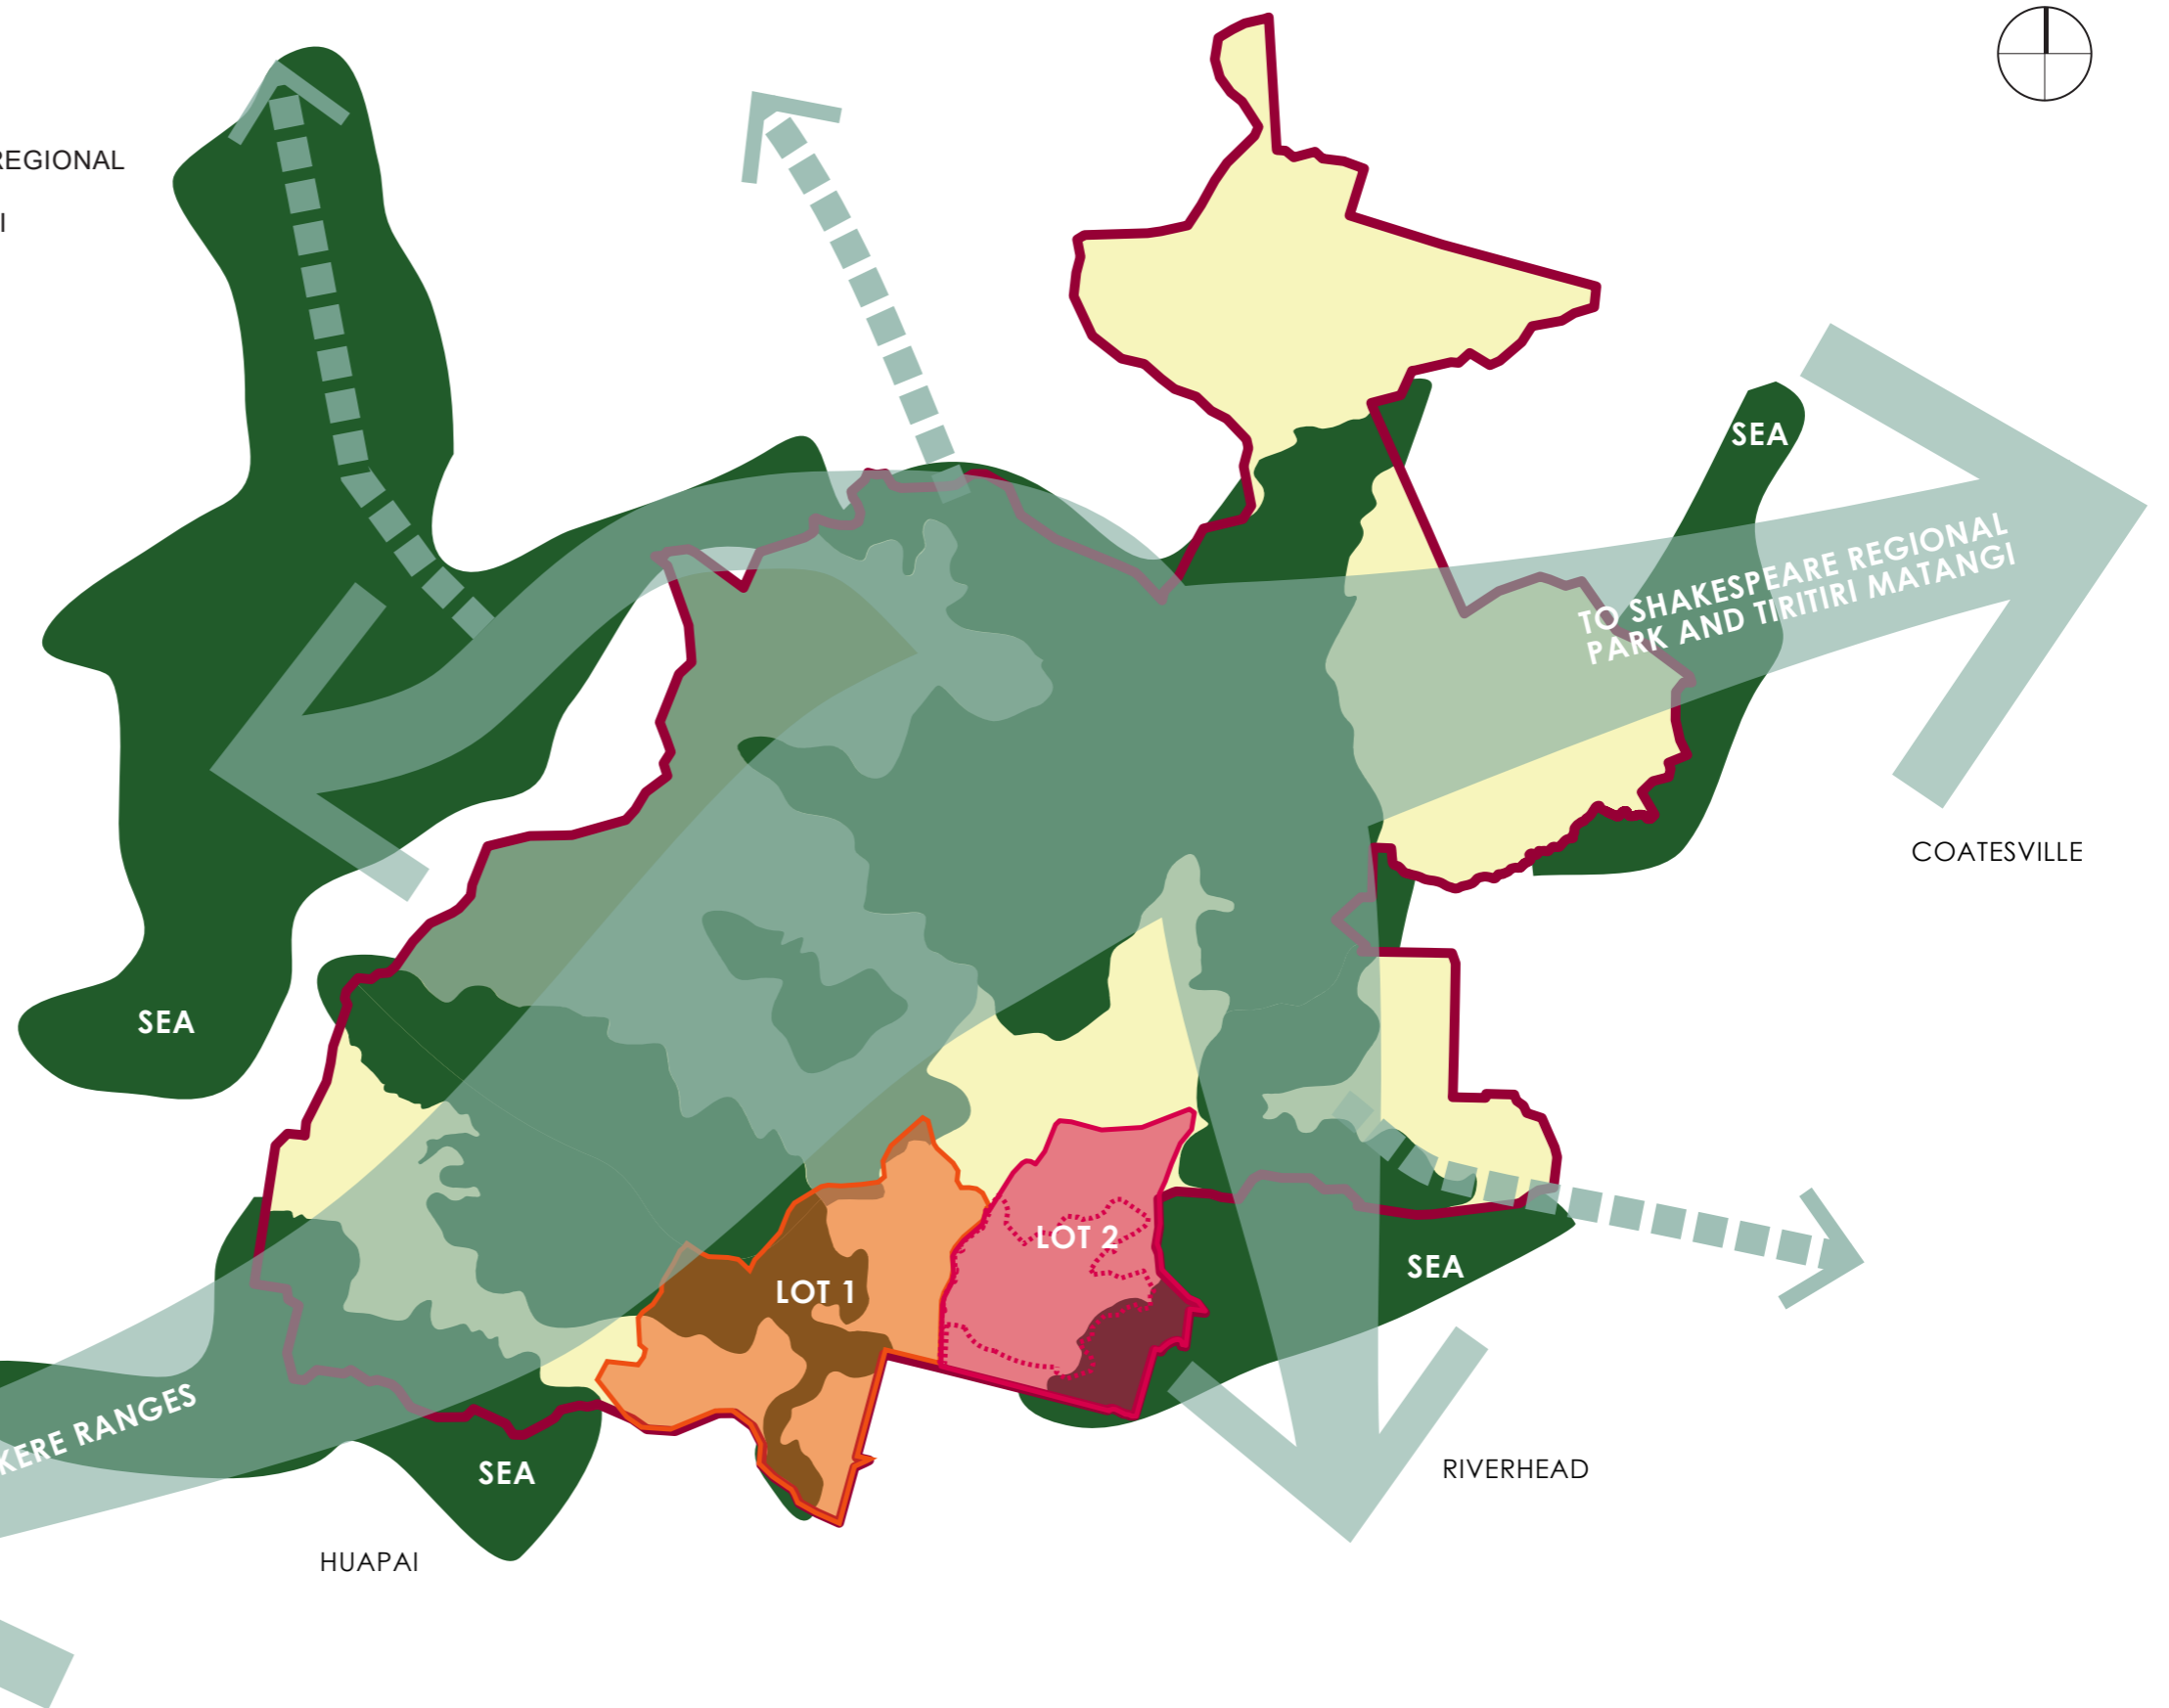 REGIONAL
I
SEA
TO SHAKESPEARE REGIONAL
PARK AND TIRITIRI MATANGI
COATESVILLE
SEA
LOT 2
SEA
LOT 1
KERE RANGES
SEA
RIVERHEAD
HUAPAI